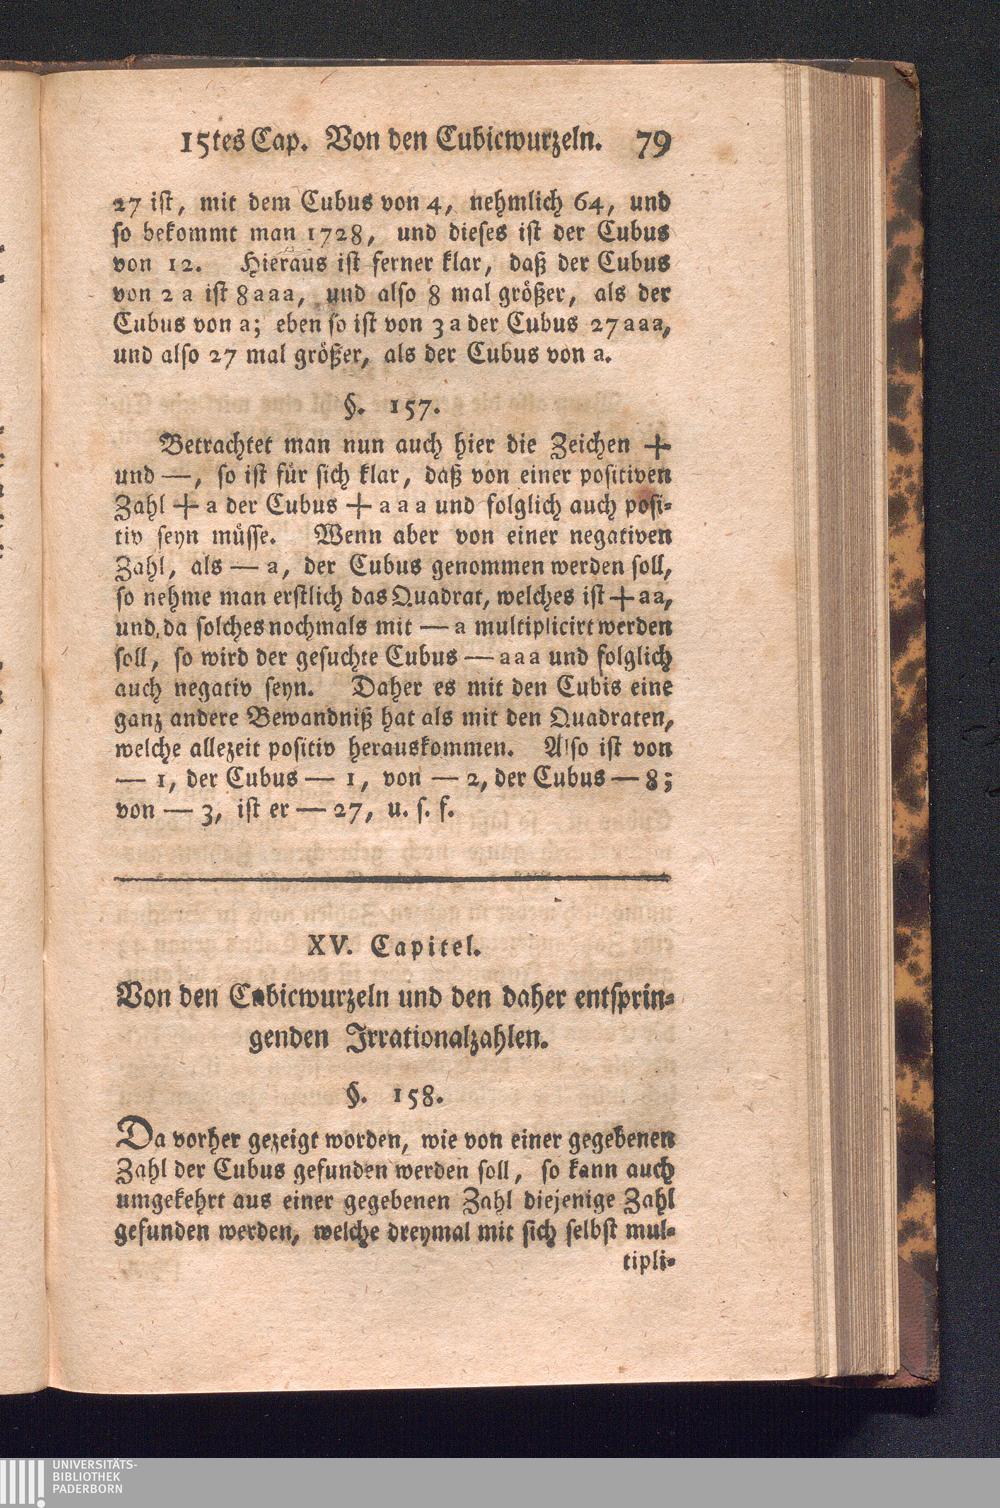 15tes Cap. Von den Cubicwurzeln. 79
27 ist, mit dem Cubus von 4, nehmlich 64, und
so bekommt man 1728, und dieses ist der Cubus
von 12. Hieraus ist ferner klar, daß der Cubus
von 2 a ist 8 a a a, und also 8 mal größer, als der
Cubus von a; eben so ist von 3 a der Cubus 27 a a a,
und also 27 mal größer, als der Cubus von a.
§. 157.
Betrachtet man nun auch hier die Zeichen +
und —, so ist für sich klar, daß von einer positiven
Zahl + a der Cubus + a a a und folglich auch posi-
tiv seyn müsse. Wenn aber von einer negativen
Zahl, als — a, der Cubus genommen werden soll,
so nehme man erstlich das Quadrat, welches ist + a a,
und, da solches nochmals mit — a multiplicirt werden
soll, so wird der gesuchte Cubus — a a a und folglich
auch negativ seyn. Daher es mit den Cubis eine
ganz andere Bewandniß hat als mit den Quadraten,
welche allezeit positiv herauskommen. Also ist von
— 1, der Cubus — 1, von — 2, der Cubus — 8;
von — 3, ist er — 27, u. s. f.
XV. Capitel.
Von den Cubicwurzeln und den daher entsprin-
genden Irrationalzahlen.
§. 158.
Da vorher gezeigt worden, wie von einer gegebenen
Zahl der Cubus gefunden werden soll, so kann auch
umgekehrt aus einer gegebenen Zahl diejenige Zahl
gefunden werden, welche dreymal mit sich selbst mul-
tipli-
UNIVERSITÄTS-
BIBLIOTHEK
PADERBORN